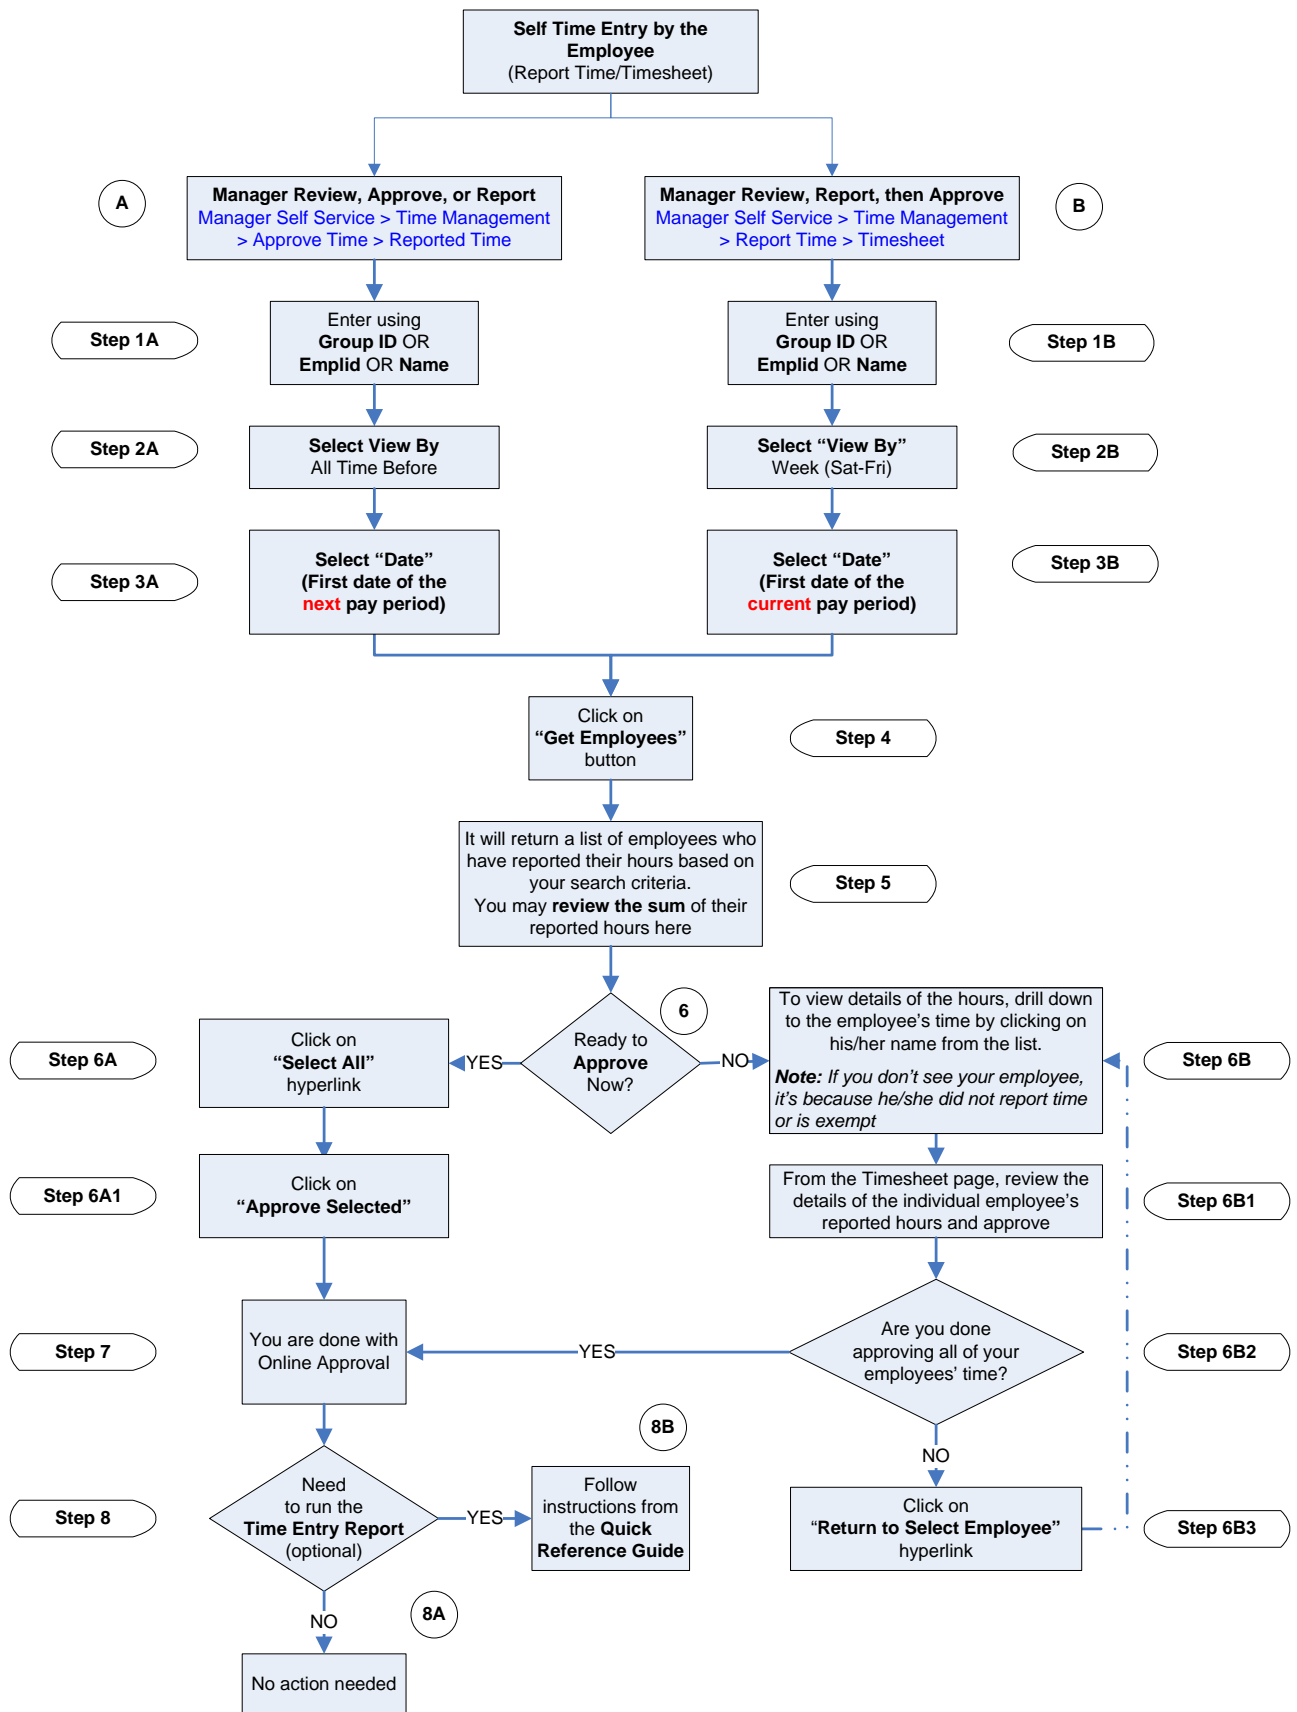 Self Time Entry by the
Employee
(Report Time/Timesheet)
A
Manager Review, Approve, or Report
Manager Self Service > Time Management
> Approve Time > Reported Time
Manager Review, Report, then Approve
Manager Self Service > Time Management
> Report Time > Timesheet
B
Step 1A
Enter using
Group ID OR
Emplid OR Name
Enter using
Group ID OR
Emplid OR Name
Step 1B
Step 2A
Select View By
All Time Before
Select “View By”
Week (Sat-Fri)
Step 2B
Step 3A
Select “Date”
(First date of the
next pay period)
Select “Date”
(First date of the
current pay period)
Step 3B
Click on
“Get Employees”
button
Step 4
It will return a list of employees who
have reported their hours based on
your search criteria.
You may review the sum of their
reported hours here
Step 5
Step 6A
Click on
“Select All”
hyperlink
YES
Ready to
Approve
Now?
6
NO
To view details of the hours, drill down
to the employee’s time by clicking on
his/her name from the list.
Note: If you don’t see your employee,
it’s because he/she did not report time
or is exempt
Step 6B
Step 6A1
Click on
“Approve Selected”
From the Timesheet page, review the
details of the individual employee’s
reported hours and approve
Step 6B1
Step 7
You are done with
Online Approval
YES
Are you done
approving all of your
employees’ time?
Step 6B2
8B
NO
Step 8
Need
to run the
Time Entry Report
(optional)
YES
Follow
instructions from
the Quick
Reference Guide
Click on
“Return to Select Employee”
hyperlink
Step 6B3
NO
8A
No action needed